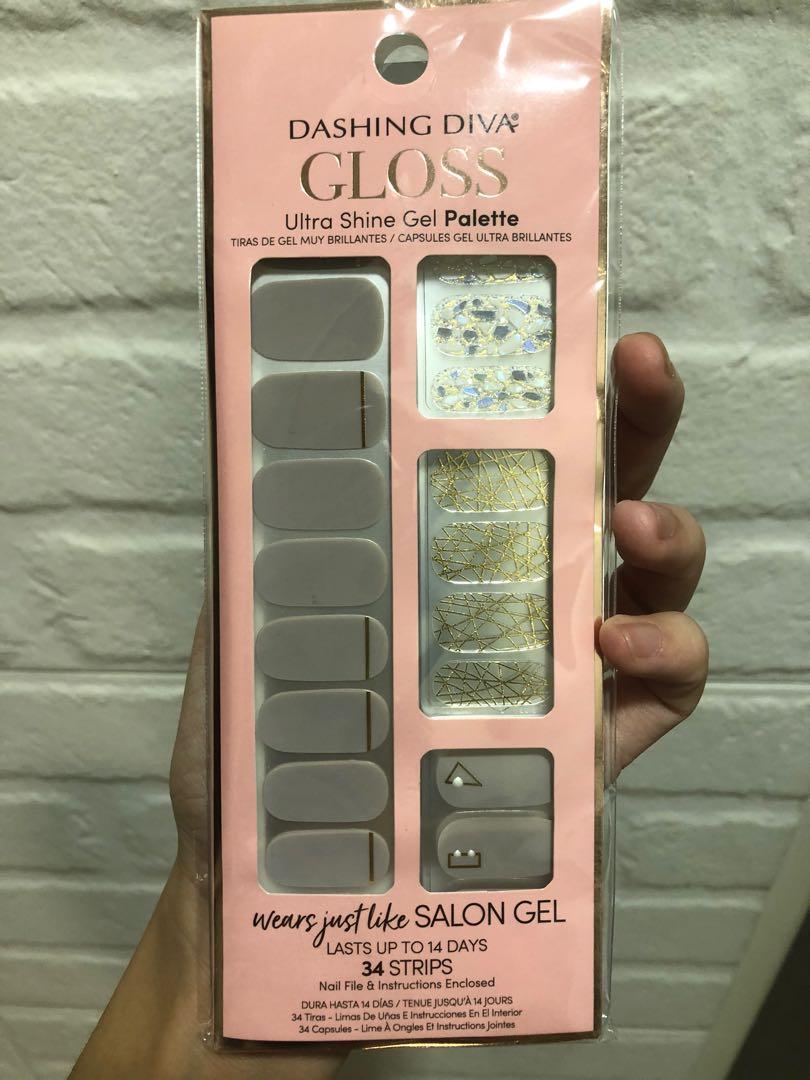 DASHING DIVA®
GLOSS
Ultra Shine Gel Palette
TIRAS DE GEL MUY BRILLANTES / CAPSULES GEL ULTRA BRILLANTES
wears just like SALON GEL
LASTS UP TO 14 DAYS
34 STRIPS
Nail File & Instructions Enclosed
DURA HASTA 14 DÍAS / TENUE JUSQU'À 14 JOURS
34 Tiras - Limas De Uñas E Instrucciones En El Interior
34 Capsules - Lime À Ongles Et Instructions Jointes